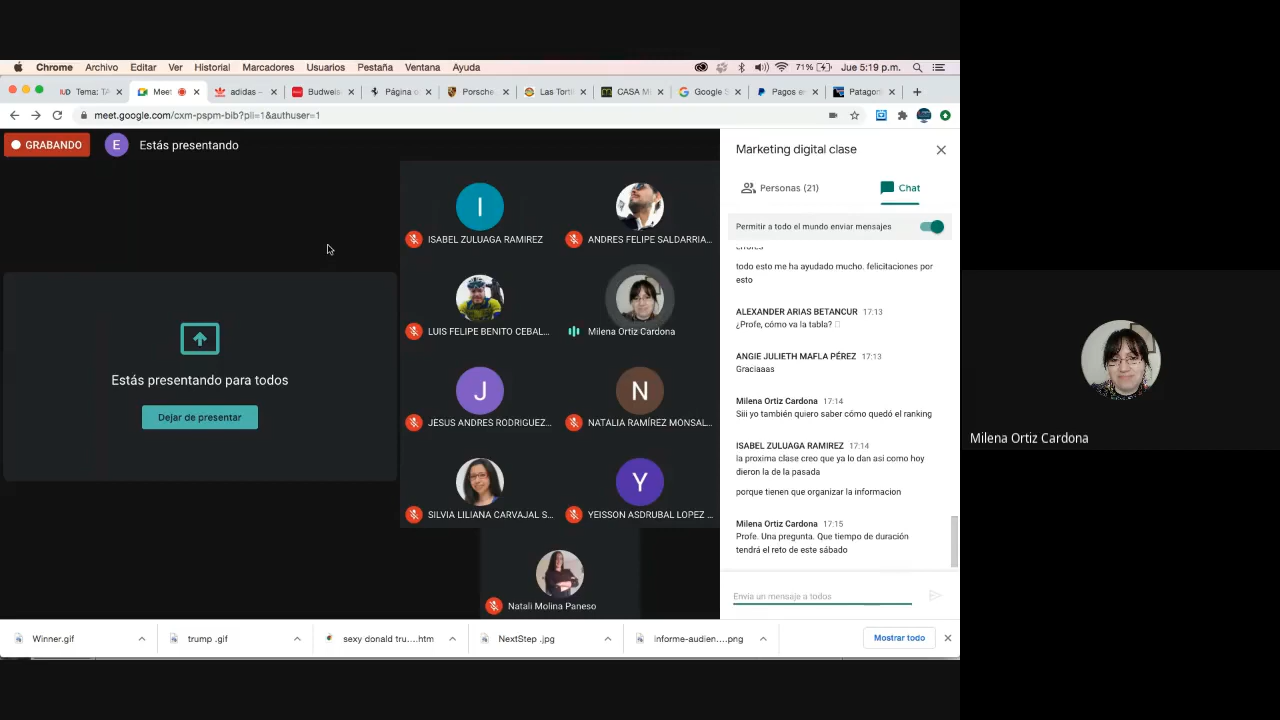 Chrome Archivo Editar Ver Historial Marcadores Usuarios Pestaña Ventana Ayuda 71% Jue 5:19 p.m.
IUD Tema: TA Meet adidas – Budweis Página o Porsche Las Torti CASA M Google S Pagos en Patagon
meet.google.com/cxm-pspm-bib?pli=1&authuser=1
GRABANDO E Estás presentando
Estás presentando para todos
Dejar de presentar
I
ISABEL ZULUAGA RAMIREZ
ANDRES FELIPE SALDARRIA...
LUIS FELIPE BENITO CEBAL...
Milena Ortiz Cardona
J
JESUS ANDRES RODRIGUEZ...
N
NATALIA RAMÍREZ MONSAL...
SILVIA LILIANA CARVAJAL S...
Y
YEISSON ASDRUBAL LOPEZ ...
Natali Molina Paneso
Marketing digital clase
Personas (21) Chat
Permitir a todo el mundo enviar mensajes
errores
todo esto me ha ayudado mucho. felicitaciones por
esto
ALEXANDER ARIAS BETANCUR 17:13
¿Profe, cómo va la tabla?
ANGIE JULIETH MAFLA PÉREZ 17:13
Graciaaas
Milena Ortiz Cardona 17:14
Siii yo también quiero saber cómo quedó el ranking
ISABEL ZULUAGA RAMIREZ 17:14
la proxima clase creo que ya lo dan asi como hoy
dieron la de la pasada
porque tienen que organizar la informacion
Milena Ortiz Cardona 17:15
Profe. Una pregunta. Que tiempo de duración
tendrá el reto de este sábado
Envía un mensaje a todos
Winner.gif trump .gif sexy donald tru....htm NextStep .jpg informe-audien....png Mostrar todo
Milena Ortiz Cardona